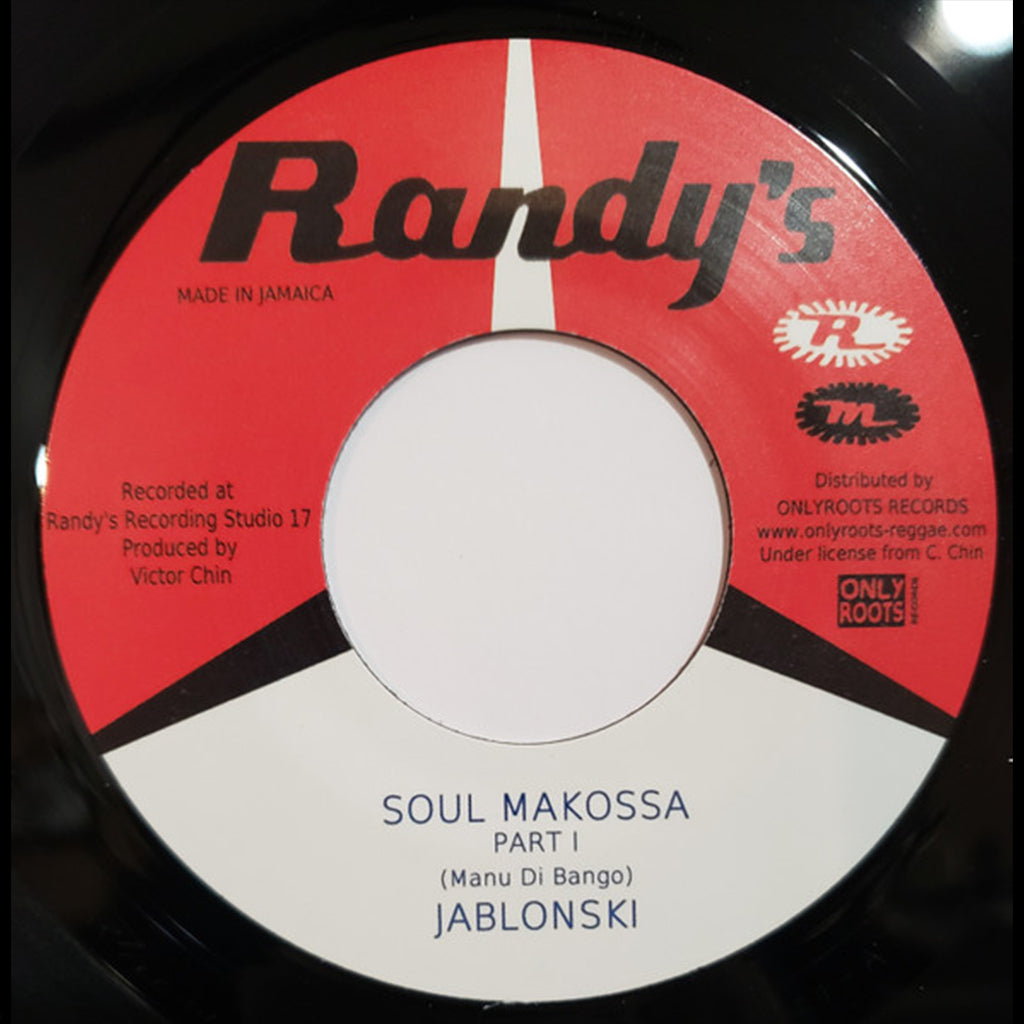 Randy's
MADE IN JAMAICA
R
m
Recorded at
Randy's Recording Studio 17
Produced by
Victor Chin
Distributed by
ONLYROOTS RECORDS
www.onlyroots-reggae.com
Under license from C. Chin
ONLY
ROOTS
RECORDS
SOUL MAKOSSA
PART I
(Manu Di Bango)
JABLONSKI